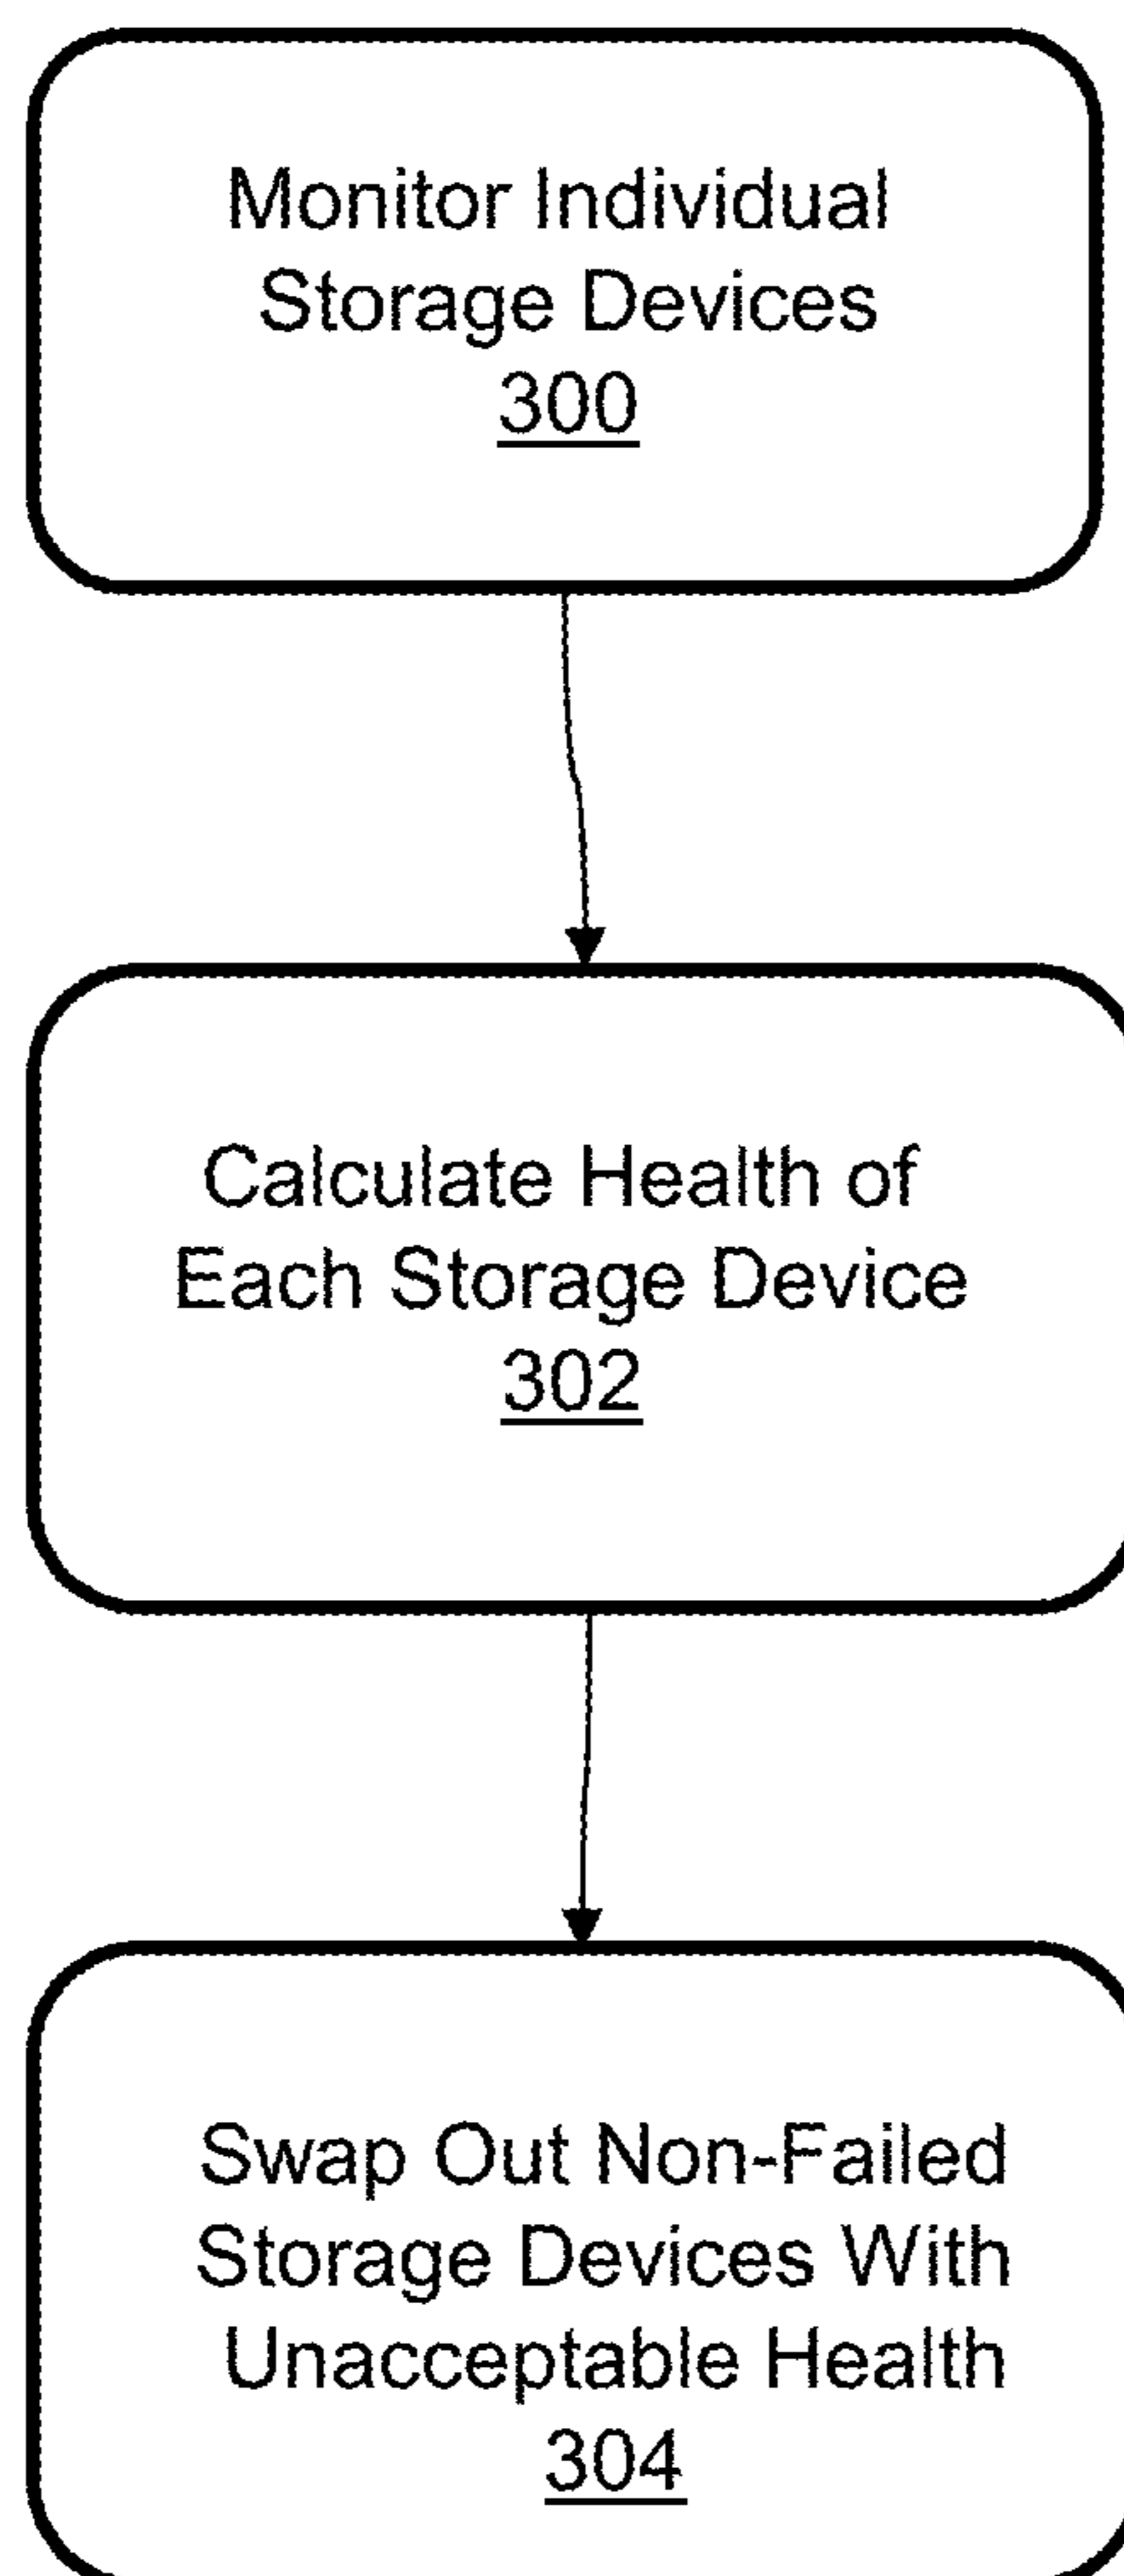 Monitor Individual
Storage Devices
300
Calculate Health of
Each Storage Device
302
Swap Out Non-Failed
Storage Devices With
Unacceptable Health
304